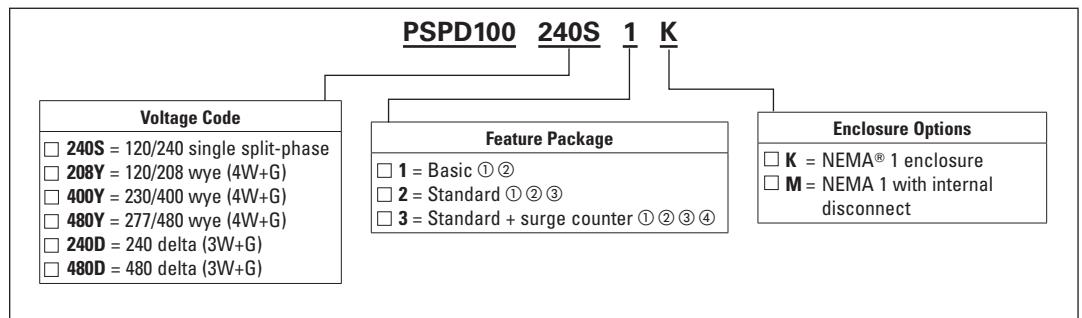 PSPD100 240S 1 K
Voltage Code
☐ 240S = 120/240 single split-phase
☐ 208Y = 120/208 wye (4W+G)
☐ 400Y = 230/400 wye (4W+G)
☐ 480Y = 277/480 wye (4W+G)
☐ 240D = 240 delta (3W+G)
☐ 480D = 480 delta (3W+G)
Feature Package
☐ 1 = Basic ① ②
☐ 2 = Standard ① ② ③
☐ 3 = Standard + surge counter ① ② ③ ④
Enclosure Options
☐ K = NEMA® 1 enclosure
☐ M = NEMA 1 with internal
disconnect